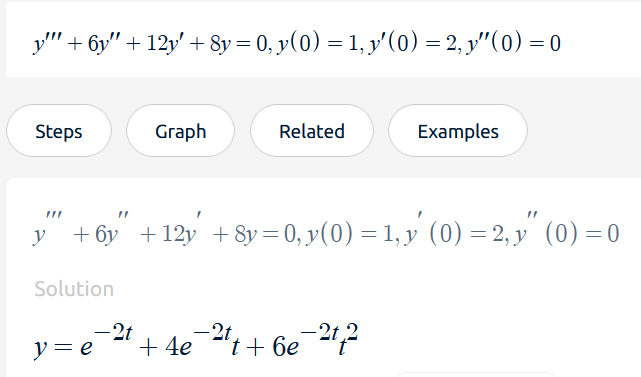 y''' + 6y'' + 12y' + 8y = 0, y(0) = 1, y'(0) = 2, y''(0) = 0
Steps Graph Related Examples
y''' + 6y'' + 12y' + 8y = 0, y(0) = 1, y'(0) = 2, y''(0) = 0
Solution
y = e^{-2t} + 4e^{-2t}t + 6e^{-2t}t^2